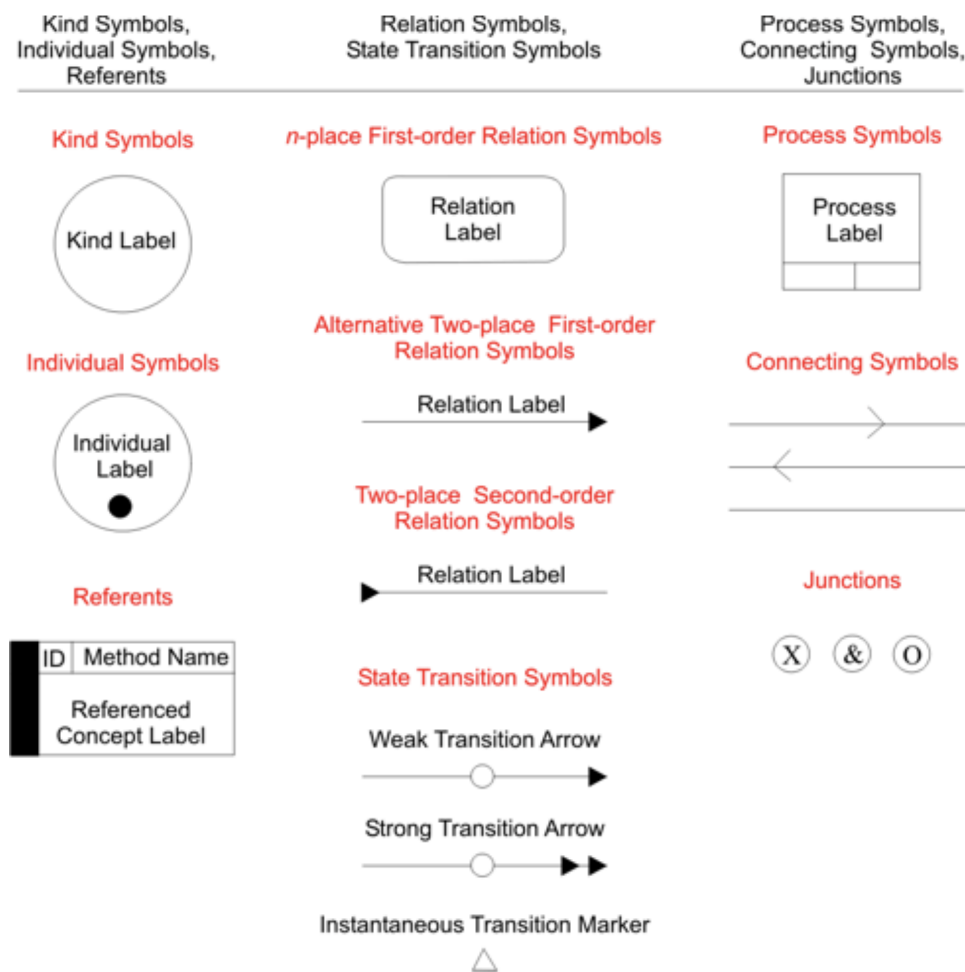 Kind Symbols,
Individual Symbols,
Referents
Relation Symbols,
State Transition Symbols
Process Symbols,
Connecting Symbols,
Junctions
Kind Symbols
Kind Label
Individual Symbols
Individual
Label
Referents
ID Method Name
Referenced
Concept Label
n-place First-order Relation Symbols
Relation
Label
Alternative Two-place First-order
Relation Symbols
Relation Label
Two-place Second-order
Relation Symbols
Relation Label
State Transition Symbols
Weak Transition Arrow
Strong Transition Arrow
Instantaneous Transition Marker
Process Symbols
Process
Label
Connecting Symbols
Junctions
X & O